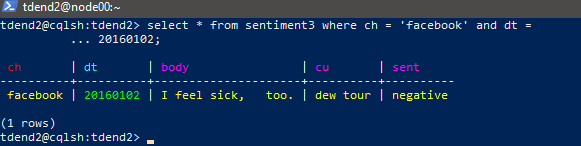 tdend2@node00:~
tdend2@cqlsh:tdend2> select * from sentiment3 where ch = 'facebook' and dt =
... 20160102;
ch | dt | body | cu | sent
----------+----------+---------------------+----------+----------
facebook | 20160102 | I feel sick,   too. | dew tour | negative
(1 rows)
tdend2@cqlsh:tdend2>